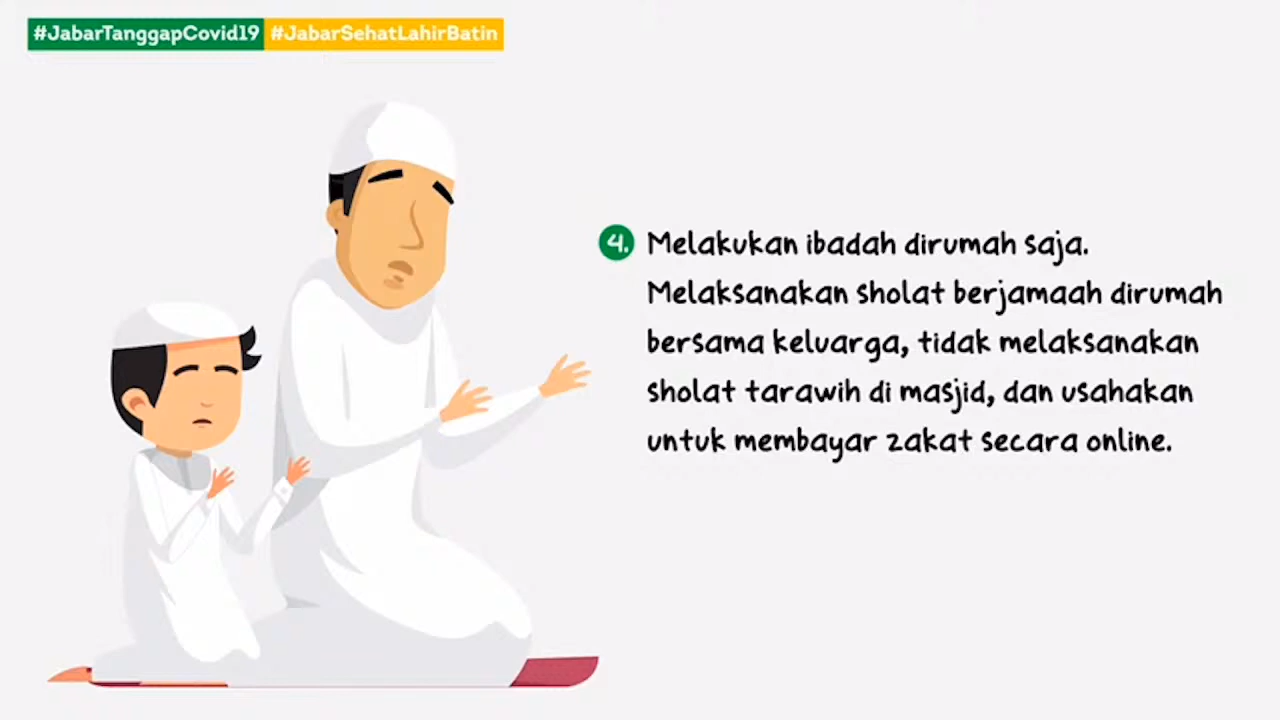 #JabarTanggapCovid19 #JabarSehatLahirBatin
4. Melakukan ibadah dirumah saja.
Melaksanakan sholat berjamaah dirumah
bersama keluarga, tidak melaksanakan
sholat tarawih di masjid, dan usahakan
untuk membayar zakat secara online.